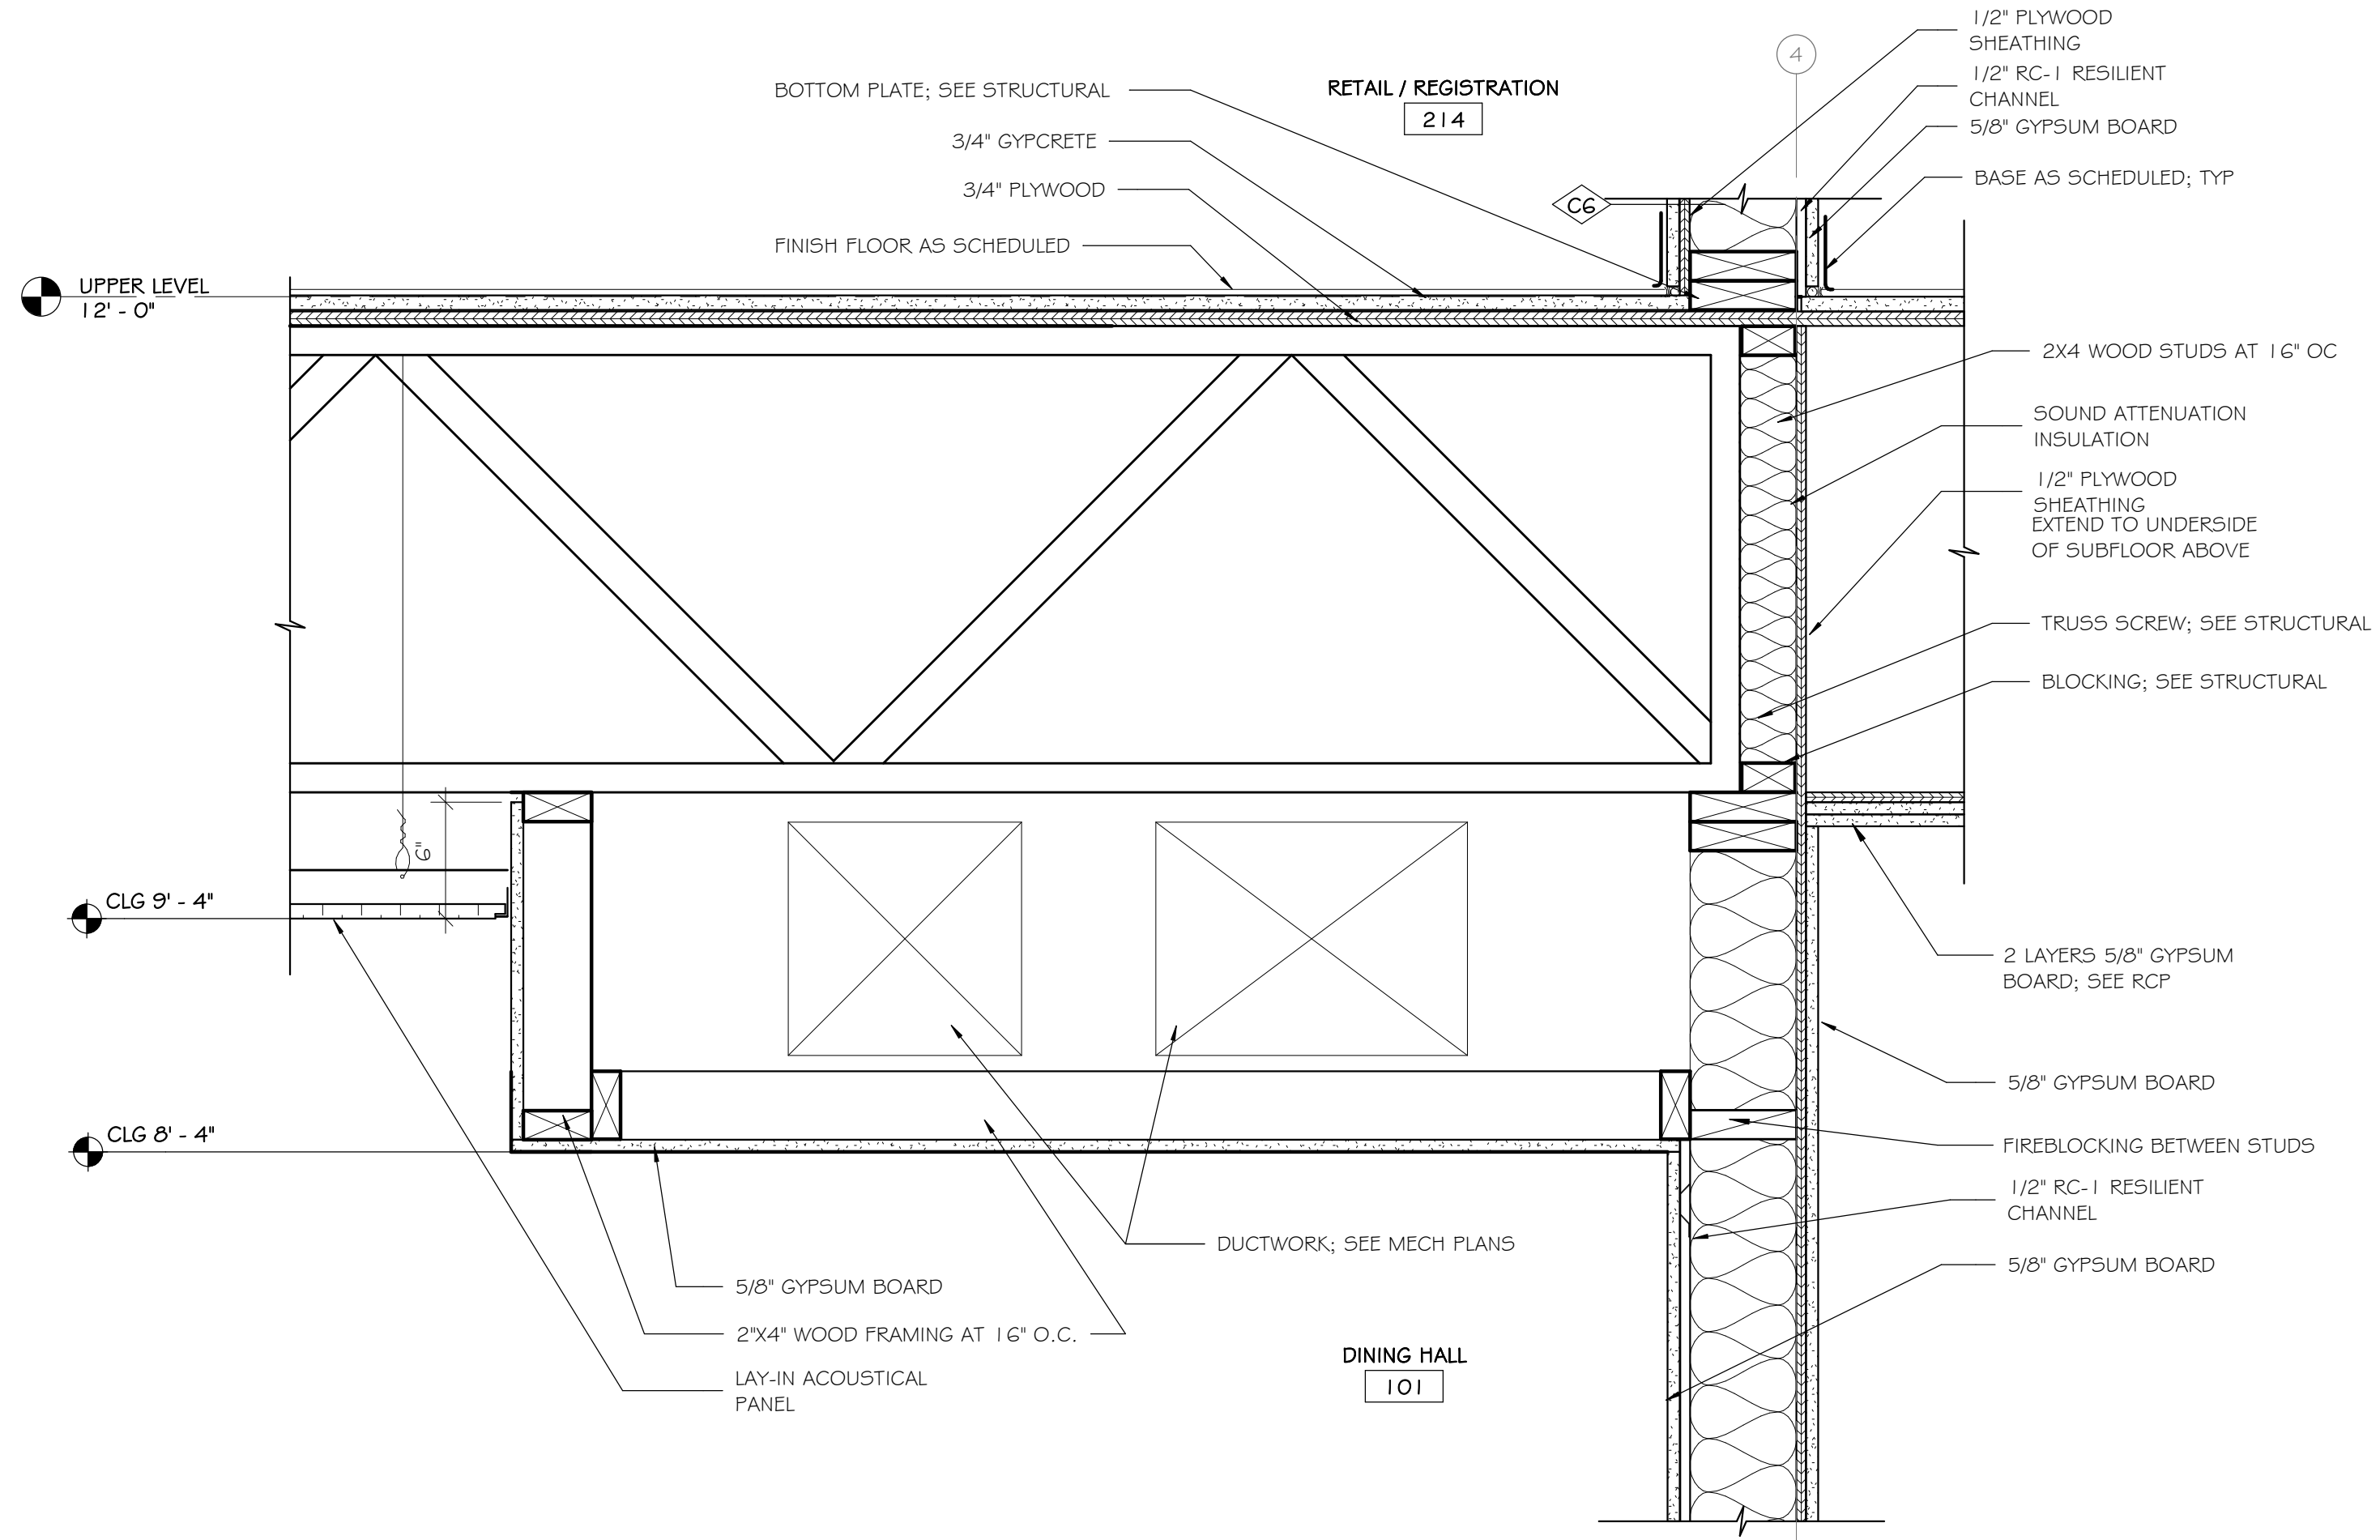 1/2" PLYWOOD
SHEATHING
4
1/2" RC-1 RESILIENT
CHANNEL
RETAIL / REGISTRATION
214
BOTTOM PLATE; SEE STRUCTURAL
5/8" GYPSUM BOARD
3/4" GYPCRETE
BASE AS SCHEDULED; TYP
3/4" PLYWOOD
C6
FINISH FLOOR AS SCHEDULED
UPPER LEVEL
12' - 0"
2X4 WOOD STUDS AT 16" OC
SOUND ATTENUATION
INSULATION
1/2" PLYWOOD
SHEATHING
EXTEND TO UNDERSIDE
OF SUBFLOOR ABOVE
TRUSS SCREW; SEE STRUCTURAL
BLOCKING; SEE STRUCTURAL
6"
CLG 9' - 4"
2 LAYERS 5/8" GYPSUM
BOARD; SEE RCP
5/8" GYPSUM BOARD
CLG 8' - 4"
FIREBLOCKING BETWEEN STUDS
1/2" RC-1 RESILIENT
CHANNEL
DUCTWORK; SEE MECH PLANS
5/8" GYPSUM BOARD
5/8" GYPSUM BOARD
2"X4" WOOD FRAMING AT 16" O.C.
DINING HALL
101
LAY-IN ACOUSTICAL
PANEL